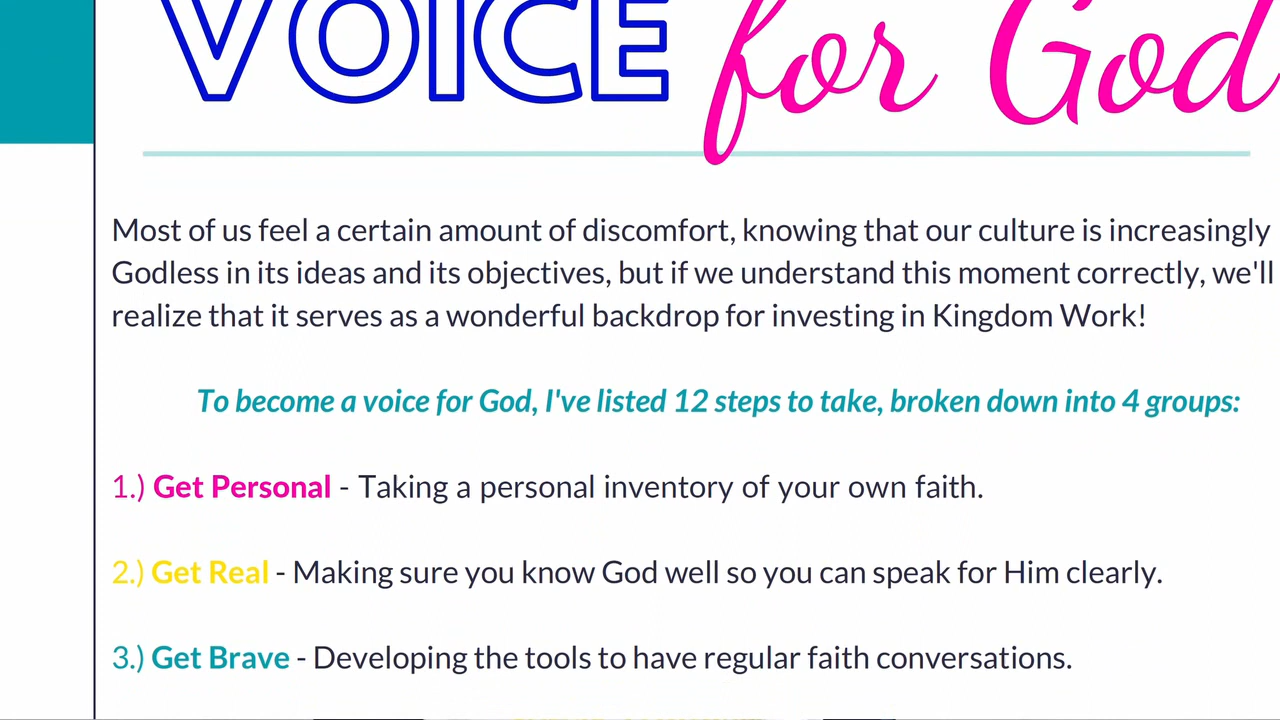 VOICE for God
Most of us feel a certain amount of discomfort, knowing that our culture is increasingly
Godless in its ideas and its objectives, but if we understand this moment correctly, we'll
realize that it serves as a wonderful backdrop for investing in Kingdom Work!
To become a voice for God, I've listed 12 steps to take, broken down into 4 groups:
1.) Get Personal - Taking a personal inventory of your own faith.
2.) Get Real - Making sure you know God well so you can speak for Him clearly.
3.) Get Brave - Developing the tools to have regular faith conversations.